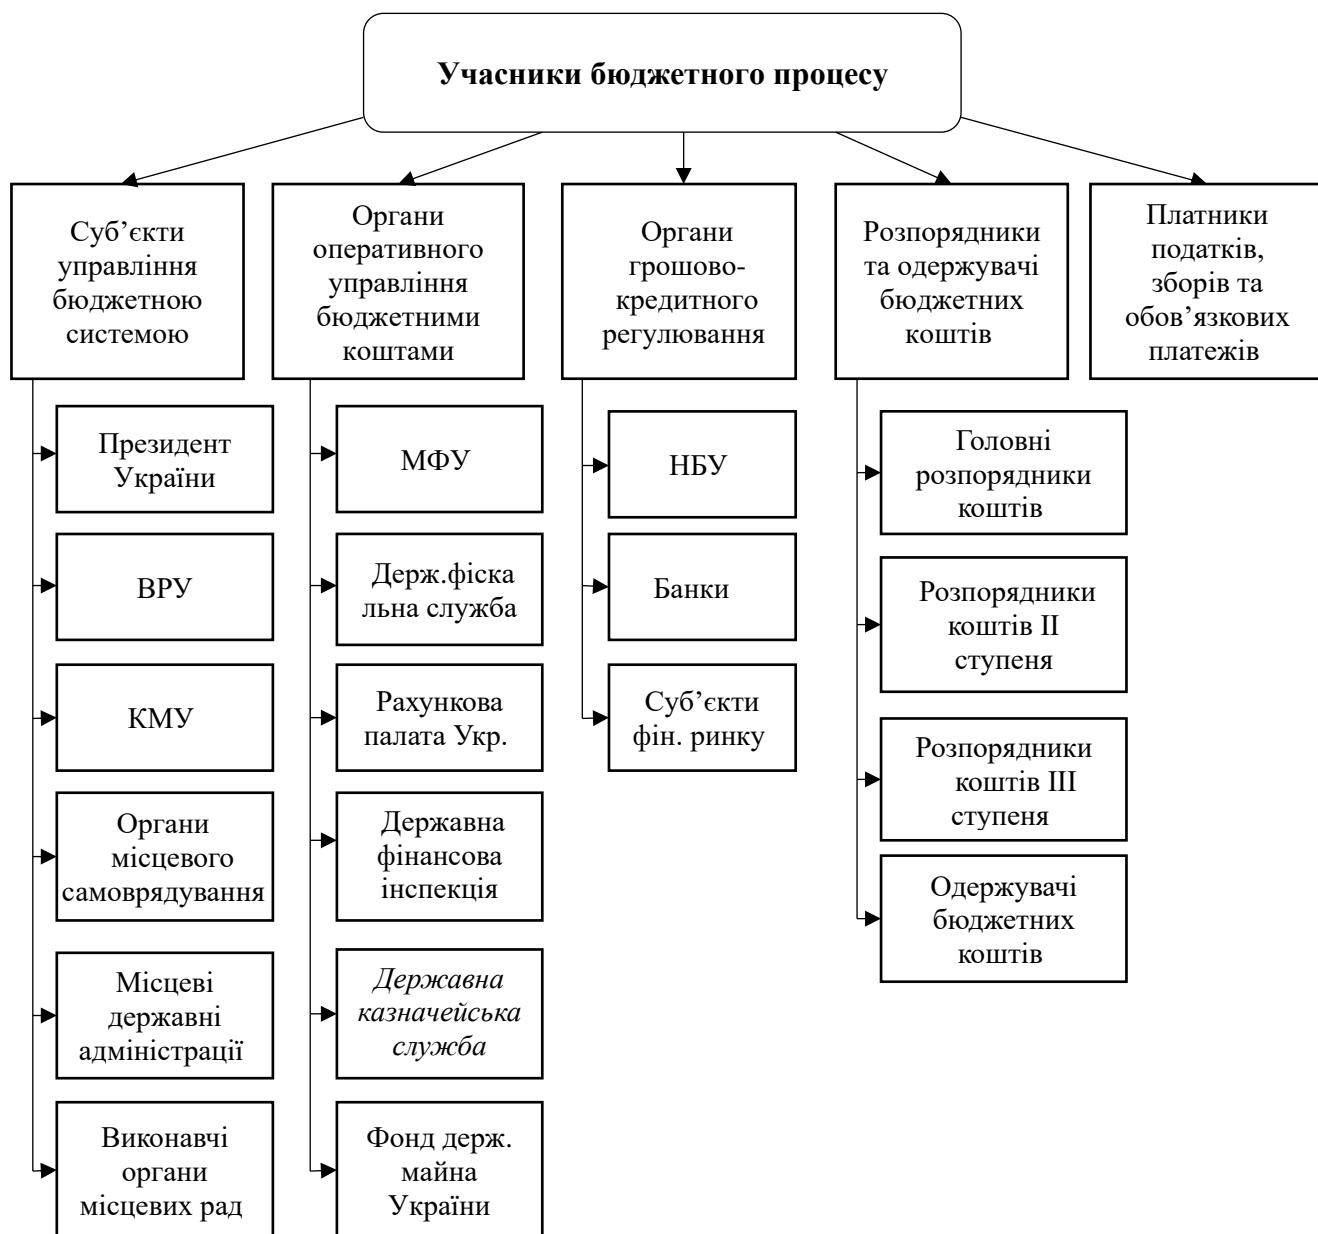 Учасники бюджетного процесу
Суб’єкти
управління
бюджетною
системою
Органи
оперативного
управління
бюджетними
коштами
Органи
грошово-
кредитного
регулювання
Розпорядники
та одержувачі
бюджетних
коштів
Платники
податків,
зборів та
обов’язкових
платежів
Президент
України
ВРУ
КМУ
Органи
місцевого
самоврядування
Місцеві
державні
адміністрації
Виконавчі
органи
місцевих рад
МФУ
Держ.фіска
льна служба
Рахункова
палата Укр.
Державна
фінансова
інспекція
Державна
казначейська
служба
Фонд держ.
майна
України
НБУ
Банки
Суб’єкти
фін. ринку
Головні
розпорядники
коштів
Розпорядники
коштів ІІ
ступеня
Розпорядники
коштів ІІІ
ступеня
Одержувачі
бюджетних
коштів